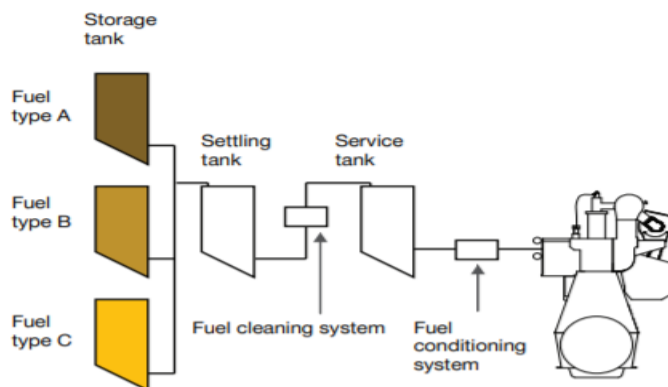 Storage
tank
Fuel
type A
Settling
tank
Service
tank
Fuel
type B
Fuel cleaning system
Fuel
conditioning
system
Fuel
type C